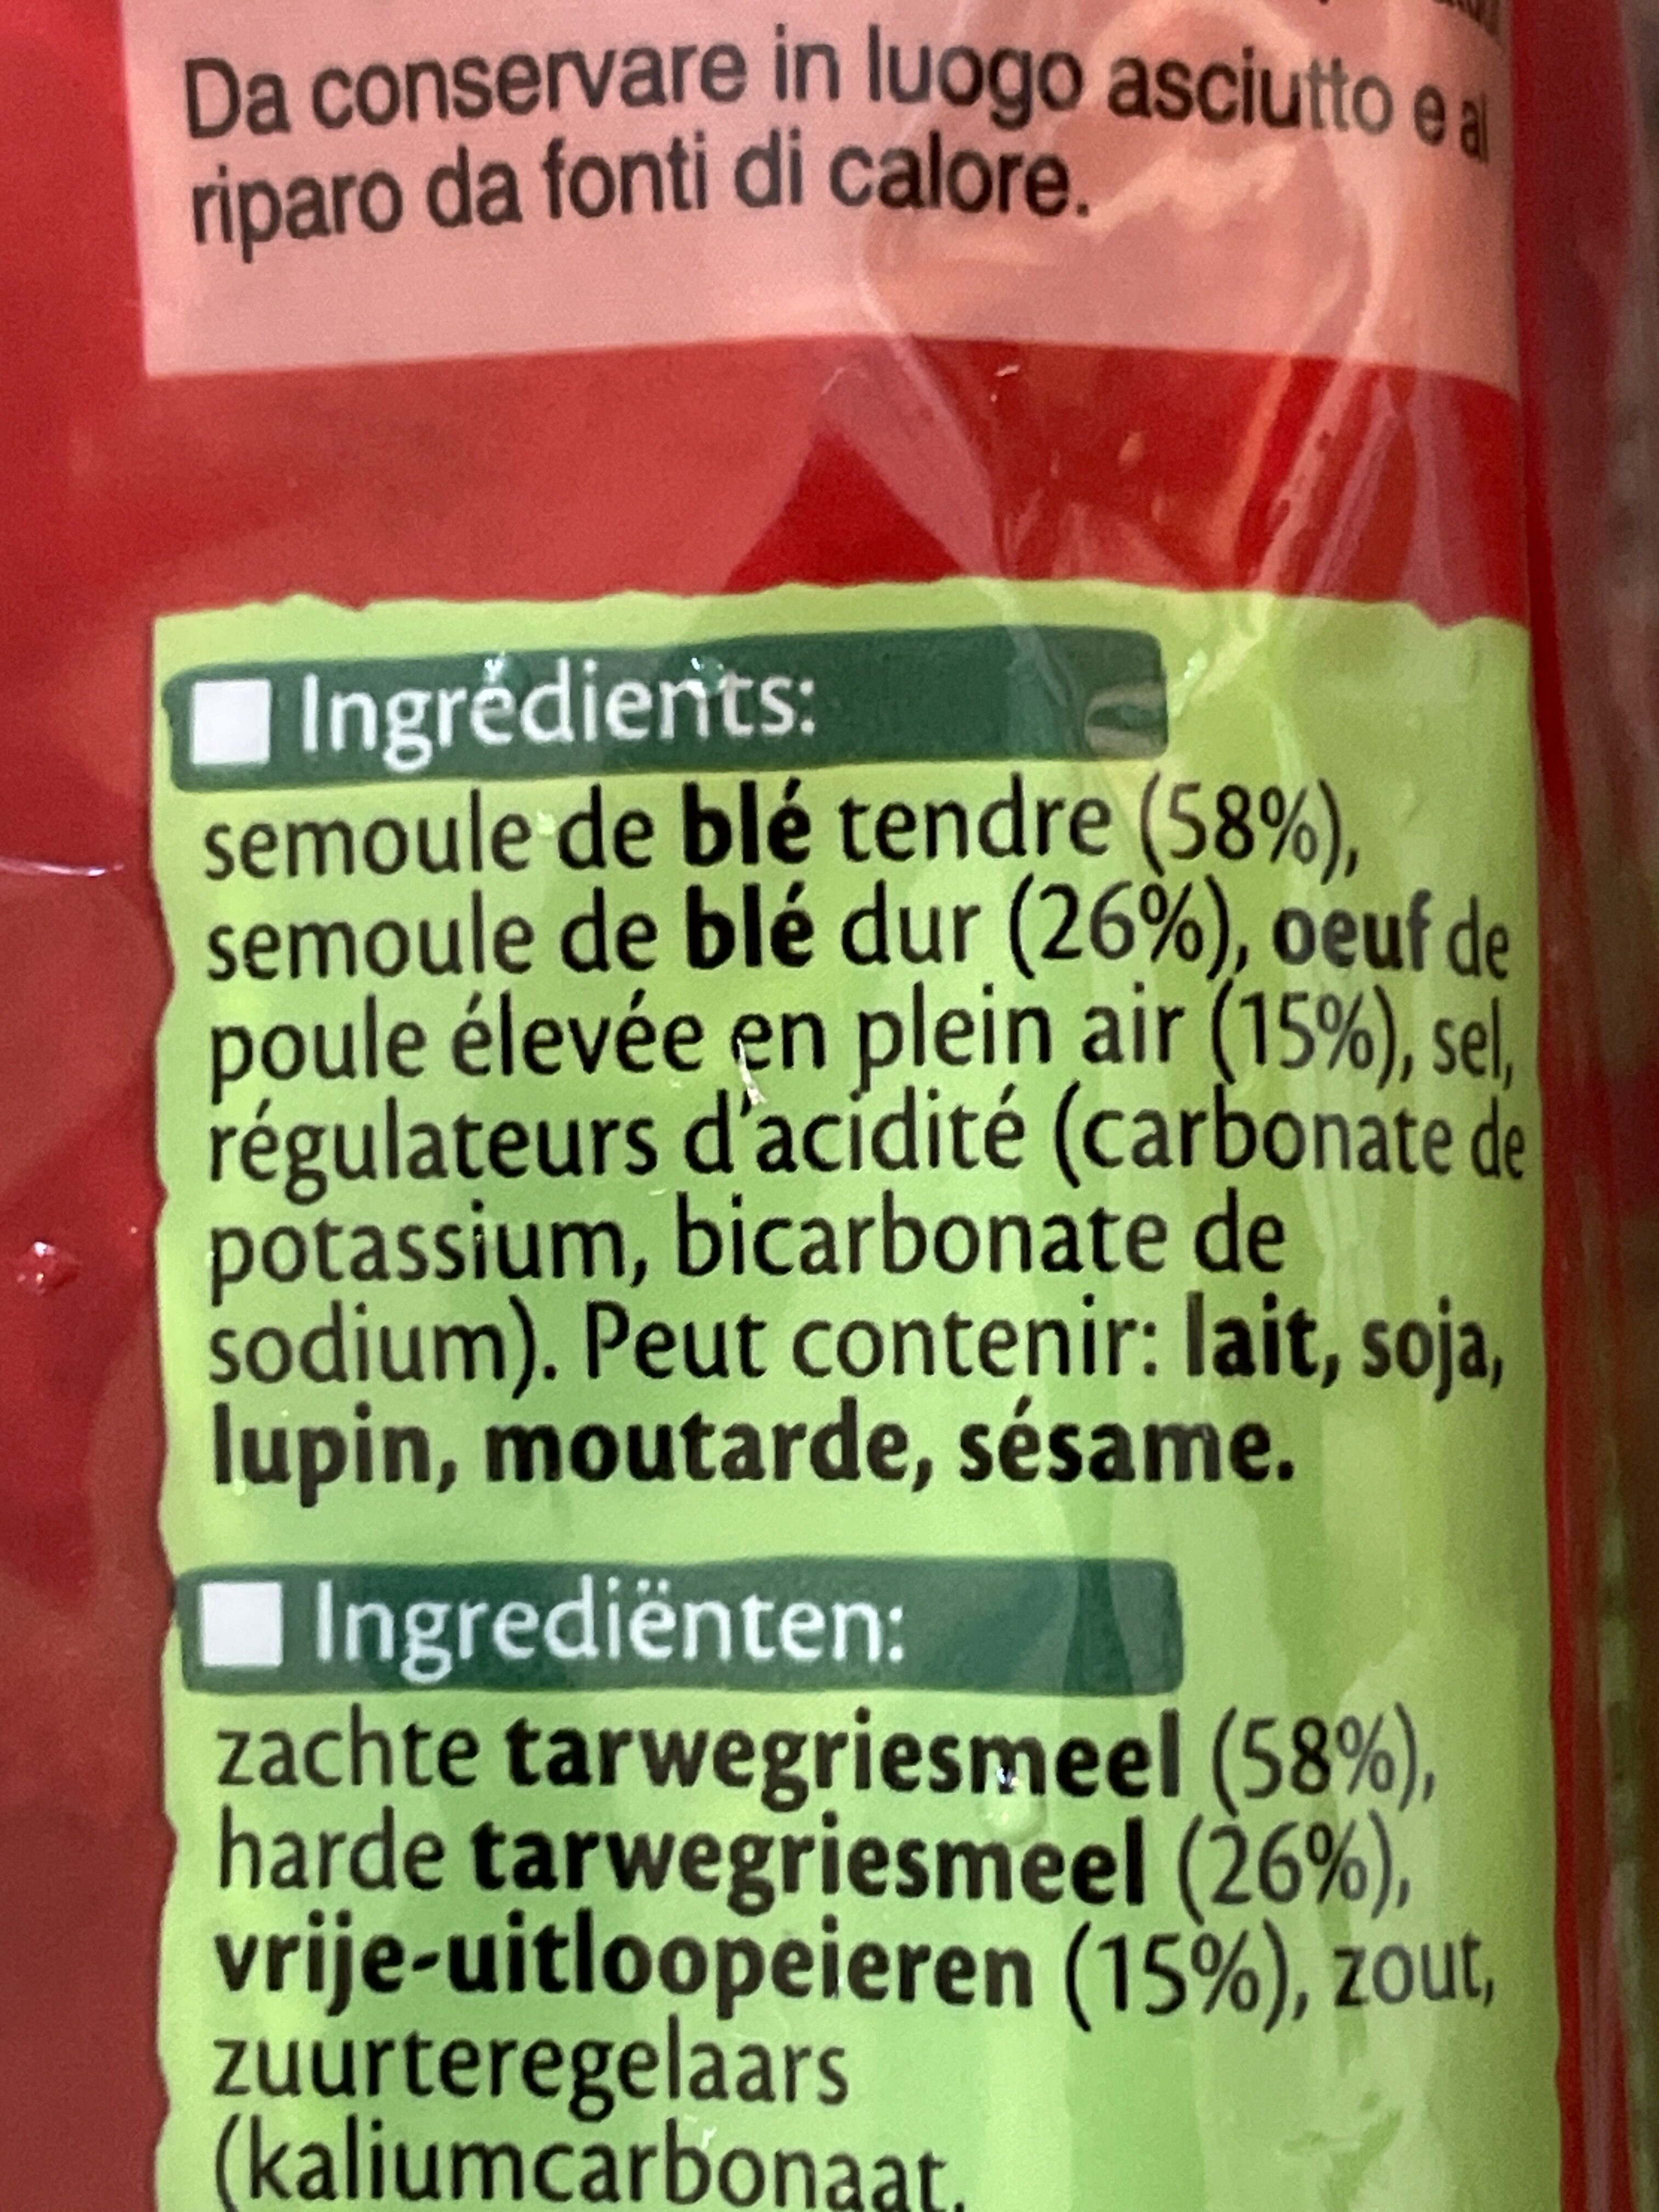 Da conservare in luogo asciutto e al
riparo da fonti di calore.
Ingrédients:
semoule de blé tendre (58%),
semoule de blé dur (26%), oeuf de
poule élevée en plein air (15%), sel,
régulateurs d'acidité (carbonate de
potassium, bicarbonate de
sodium). Peut contenir: lait, soja,
lupin, moutarde, sésame.
Ingrediënten:
zachte tarwegriesmeel (58%),
harde tarwegriesmeel (26%),
vrije-uitloopeieren (15%), zout,
zuurteregelaars
(kaliumcarbonaat,